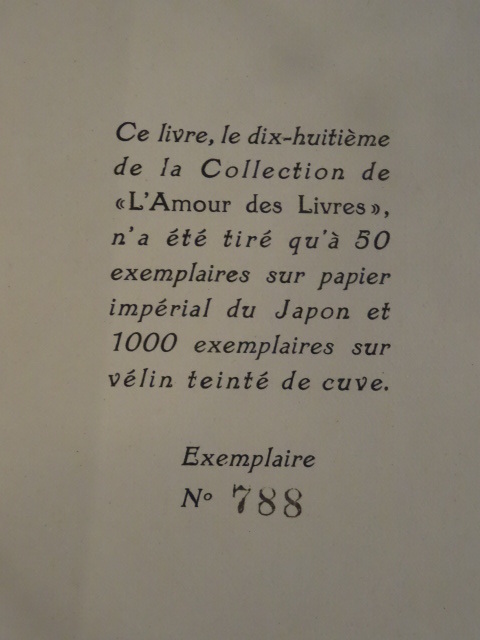 Ce livre, le dix-huitième
de la Collection de
«L'Amour des Livres»,
n'a été tiré qu'à 50
exemplaires sur papier
impérial du Japon et
1000 exemplaires sur
vélin teinté de cuve.
Exemplaire
Nº 788